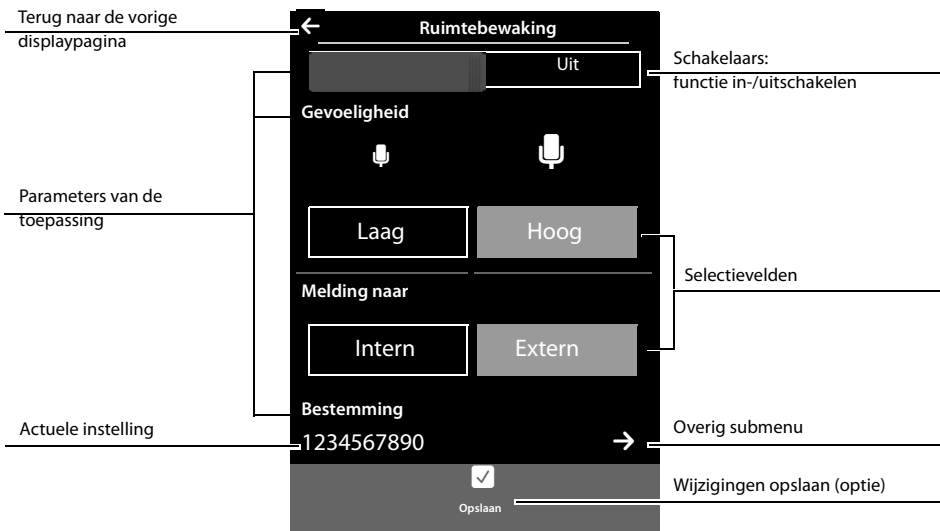 Terug naar de vorige
displaypagina
Ruimtebewaking
Uit
Schakelaars:
functie in-/uitschakelen
Gevoeligheid
Parameters van de
toepassing
Laag
Hoog
Selectievelden
Melding naar
Intern
Extern
Bestemming
Actuele instelling
1234567890
Overig submenu
Wijzigingen opslaan (optie)
Opslaan